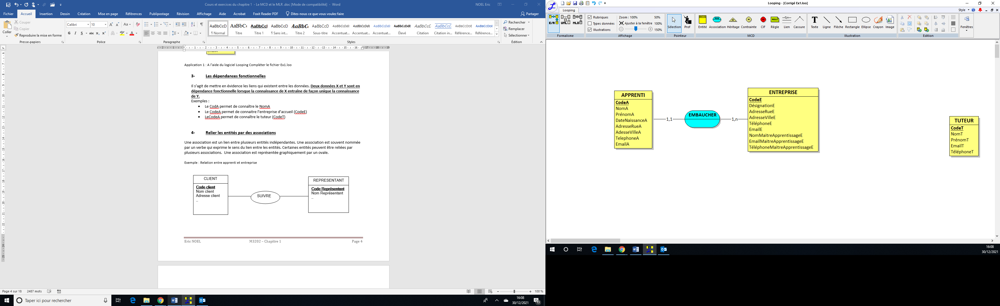 Cours et exercices du chapitre 1 - Le MCD et le MLR .doc [Mode de compatibilité] - Word
NOEL Eric
Fichier Accueil Insertion Dessin Création Mise en page Références Publipostage Révision Affichage Aide Acrobat Foxit Reader PDF Dites-nous ce que vous voulez faire Partager
Coller
Couper
Copier
Reproduire la mise en forme
Presse-papiers
Calibri 10
G I S abc x₂ x²
Police
Paragraphe
AaBbCcD AaBbCc AaBbCcI AaBbCcD AaBbC AaBbCcD AaBbCcDdI AaBbCcDdI AaBbCcDdI AaBbCcDdE AaBbCcD AaBbCcD AaBbCcDdE AaBbCcDdI
¶ Normal Titre Titre 1 ¶ Sans int... Titre 2 Sous-titre Accentuat... Accentuat... Accentuat... Élevé Citation Citation in... Référence... Référence...
Styles
Rechercher
Remplacer
Sélectionner
Édition
Application 1 : A l'aide du logiciel Looping Compléter le fichier Ex1.loo
3- Les dépendances fonctionnelles
Il s'agit de mettre en évidence les liens qui existent entre les données. Deux données X et Y sont en
dépendance fonctionnelle lorsque la connaissance de X entraîne de façon unique la connaissance
de Y.
Exemples :
• Le CodA permet de connaître le NomA
• Le CodeA permet de connaitre l'entreprise d'accueil (CodeE)
• LeCodeA permet de connaître le tuteur (CodeT)
4- Relier les entités par des associations
Une association est un lien entre plusieurs entités indépendantes. Une association est souvent nommée
par un verbe qui exprime le sens du lien entre les entités. Certaines entités peuvent être reliées par
plusieurs associations. Une association est représentée graphiquement par un ovale.
Exemple : Relation entre apprenti et entreprise
CLIENT
Code client
Nom client
Adresse client
...
SUIVRE
REPRESENTANT
Code Représentant
Nom Représentant
...
Eric NOEL M3202 – Chapitre 1 Page 4
Page 4 sur 18 2487 mots
100 %
Taper ici pour rechercher
16:08
30/12/2021
13
Looping - [Corrigé Ex1.loo]
Looping
Style
E/A UML MLD
Formalisme
Rubriques
Types données
Illustrations
Zoom : 100% 50%
Ajuster à la fenêtre 100%
150%
Affichage
Sélection Prof
Pointeur
Entité Association Héritage Contrainte CIF Règle Lien Cassure
MCD
Texte Ligne Flèche Rectangle Ellipse Crayon Image
Illustration
Edition
Fenêtres
APPRENTI
CodeA
NomA
PrénomA
DateNaissanceA
AdresseRueA
AdesseVilleA
TelephoneA
EmailA
1,1
EMBAUCHER
1,n
ENTREPRISE
CodeE
DésignationE
AdresseRueE
AdresseVilleE
TéléphoneE
EmailE
NomMaitreApprentissageE
EmailMaitreApprentissageE
TéléphoneMaitreApprentissageE
TUTEUR
CodeT
NomT
PrénomT
EmailT
TéléphoneT
16:08
30/12/2021